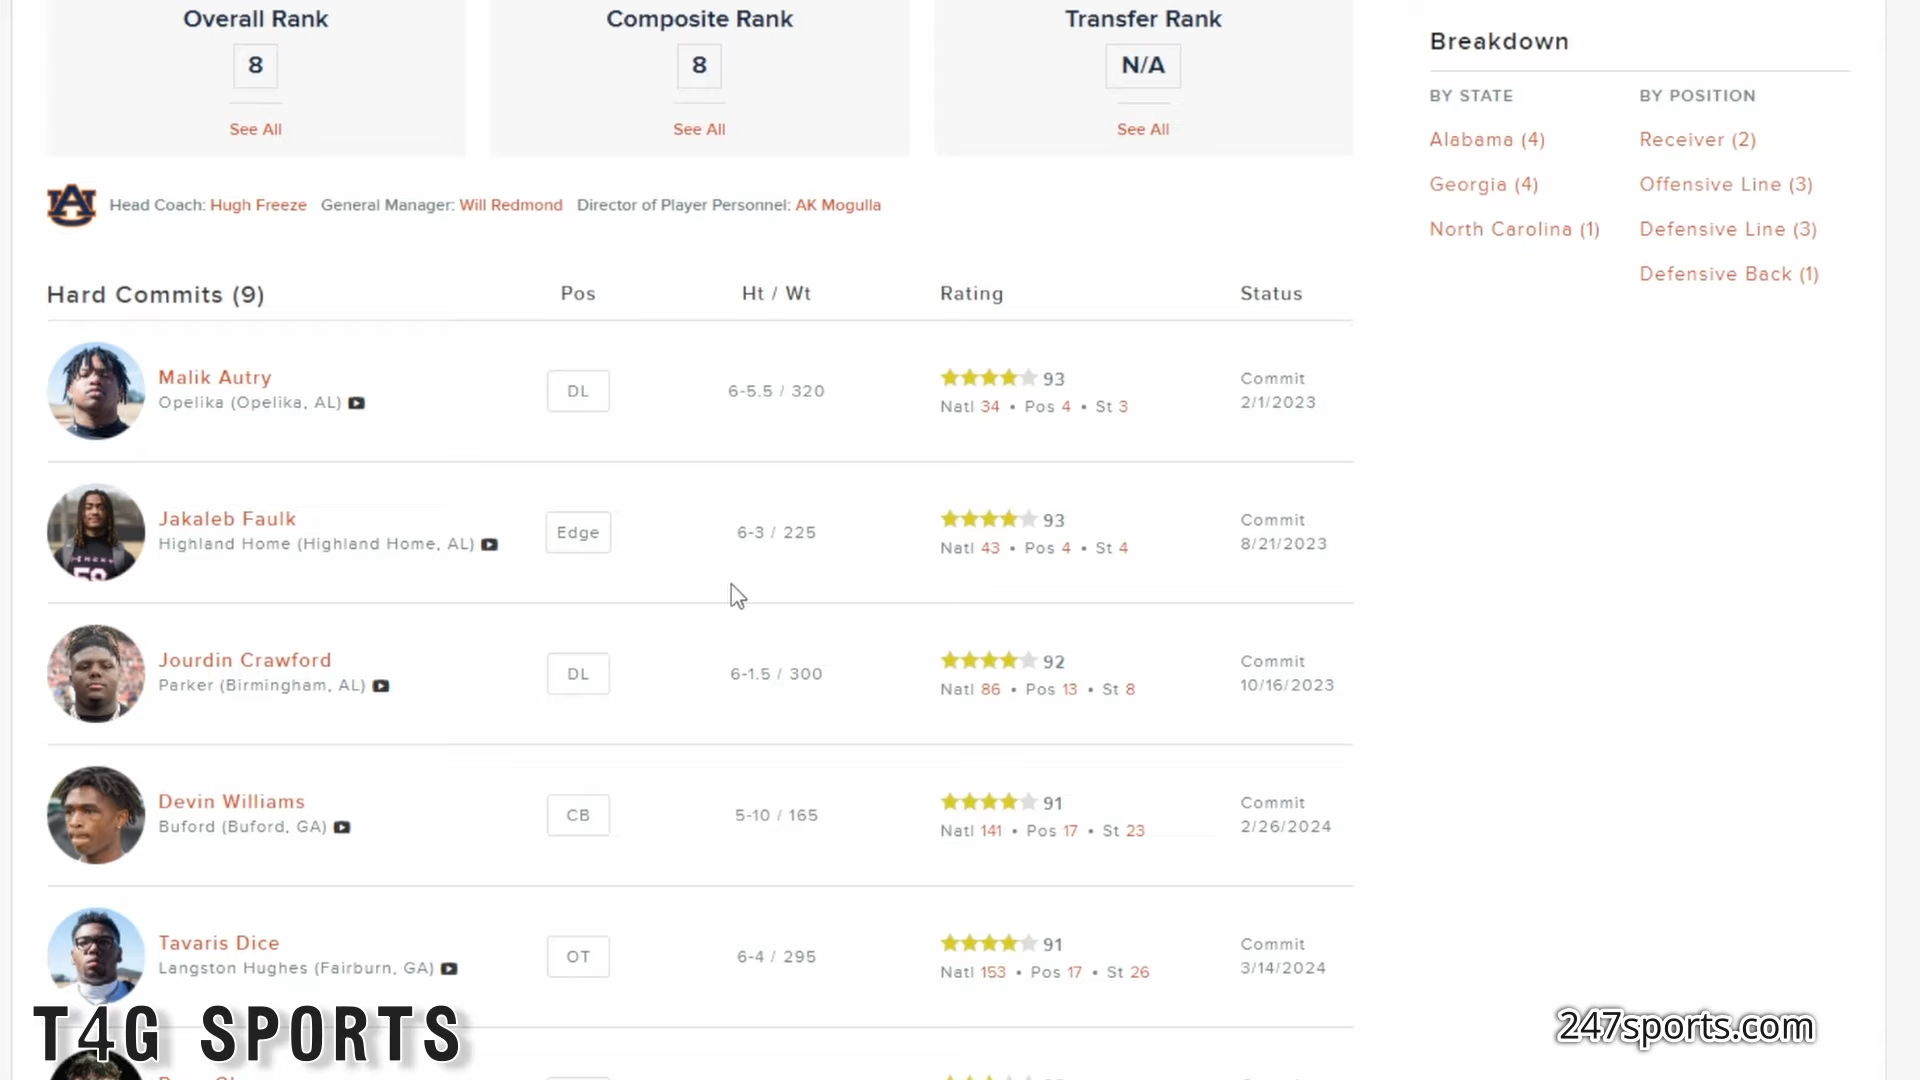 Overall Rank
8
See All
Composite Rank
8
See All
Transfer Rank
N/A
See All
Breakdown
BY STATE
Alabama (4)
Georgia (4)
North Carolina (1)
BY POSITION
Receiver (2)
Offensive Line (3)
Defensive Line (3)
Defensive Back (1)
AU
Head Coach: Hugh Freeze General Manager: Will Redmond Director of Player Personnel: AK Mogulla
Hard Commits (9) Pos Ht / Wt Rating Status
Malik Autry
Opelika (Opelika, AL)
DL
6-5.5 / 320
93
Natl 34 • Pos 4 • St 3
Commit
2/1/2023
Jakaleb Faulk
Highland Home (Highland Home, AL)
Edge
6-3 / 225
93
Natl 43 • Pos 4 • St 4
Commit
8/21/2023
Jourdin Crawford
Parker (Birmingham, AL)
DL
6-1.5 / 300
92
Natl 86 • Pos 13 • St 8
Commit
10/16/2023
Devin Williams
Buford (Buford, GA)
CB
5-10 / 165
91
Natl 141 • Pos 17 • St 23
Commit
2/26/2024
Tavaris Dice
Langston Hughes (Fairburn, GA)
OT
6-4 / 295
91
Natl 153 • Pos 17 • St 26
Commit
3/14/2024
T4G SPORTS
247sports.com